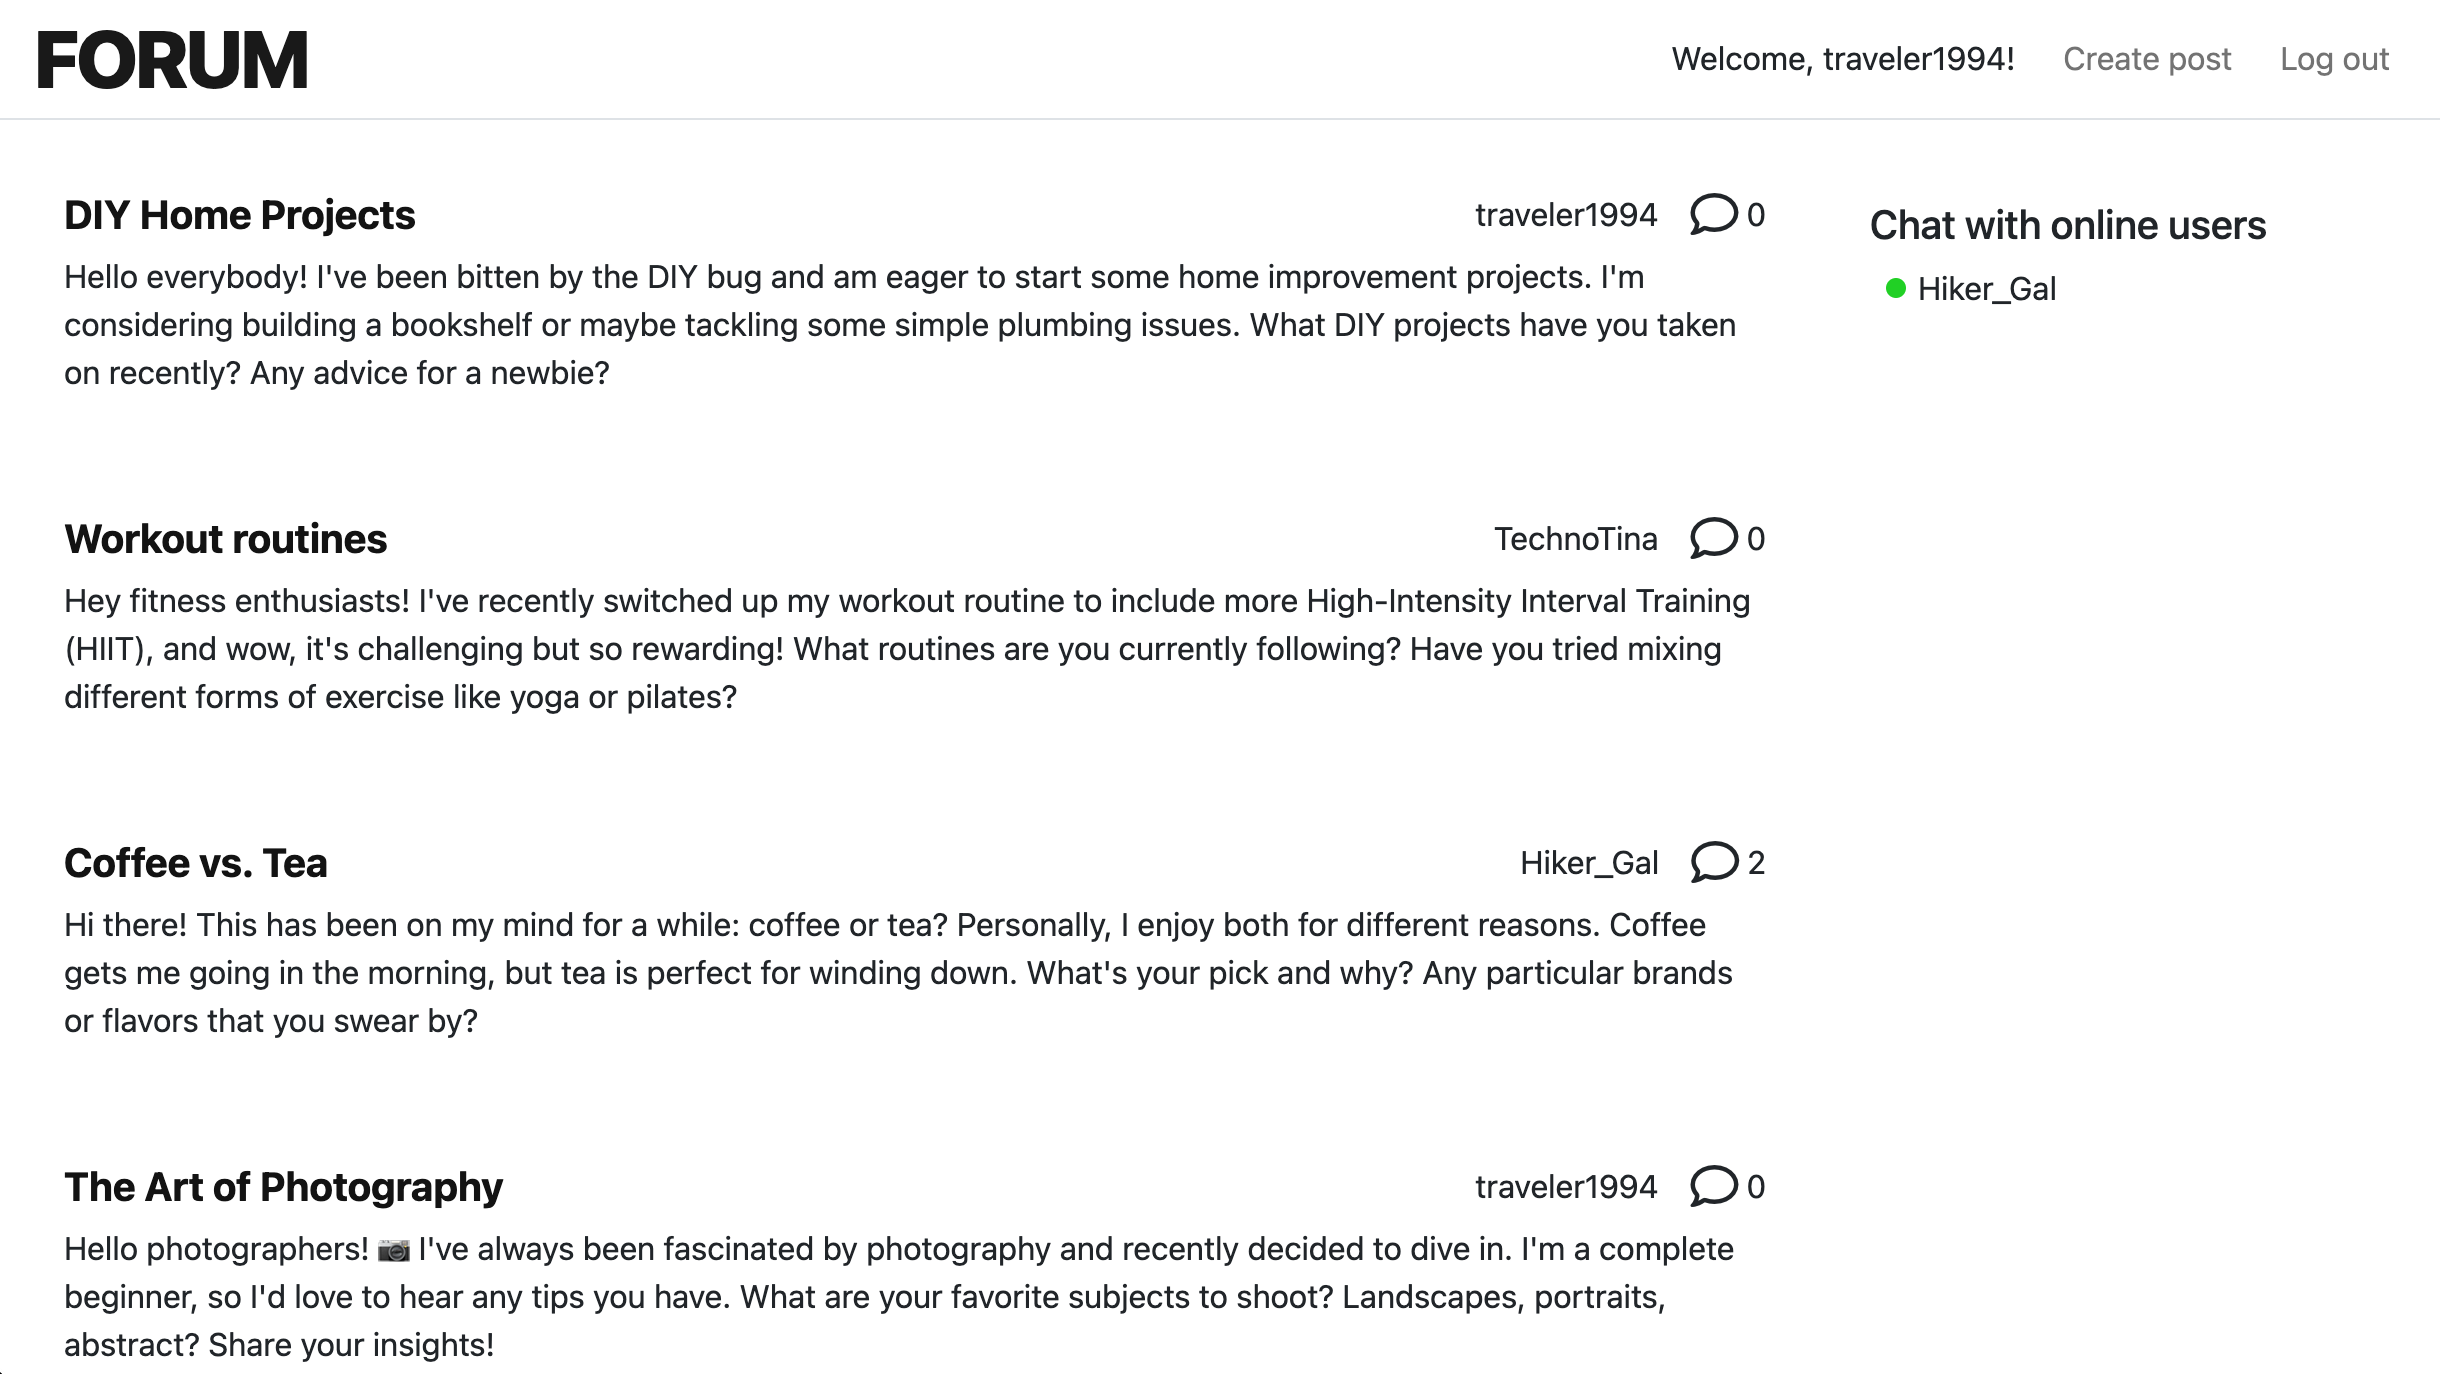 FORUM
Welcome, traveler1994!
Create post
Log out
DIY Home Projects
traveler1994
0
Hello everybody! I've been bitten by the DIY bug and am eager to start some home improvement projects. I'm
considering building a bookshelf or maybe tackling some simple plumbing issues. What DIY projects have you taken
on recently? Any advice for a newbie?
Workout routines
TechnoTina
0
Hey fitness enthusiasts! I've recently switched up my workout routine to include more High-Intensity Interval Training
(HIIT), and wow, it's challenging but so rewarding! What routines are you currently following? Have you tried mixing
different forms of exercise like yoga or pilates?
Coffee vs. Tea
Hiker_Gal
2
Hi there! This has been on my mind for a while: coffee or tea? Personally, I enjoy both for different reasons. Coffee
gets me going in the morning, but tea is perfect for winding down. What's your pick and why? Any particular brands
or flavors that you swear by?
The Art of Photography
traveler1994
0
Hello photographers! 📷 I've always been fascinated by photography and recently decided to dive in. I'm a complete
beginner, so I'd love to hear any tips you have. What are your favorite subjects to shoot? Landscapes, portraits,
abstract? Share your insights!
Chat with online users
Hiker_Gal